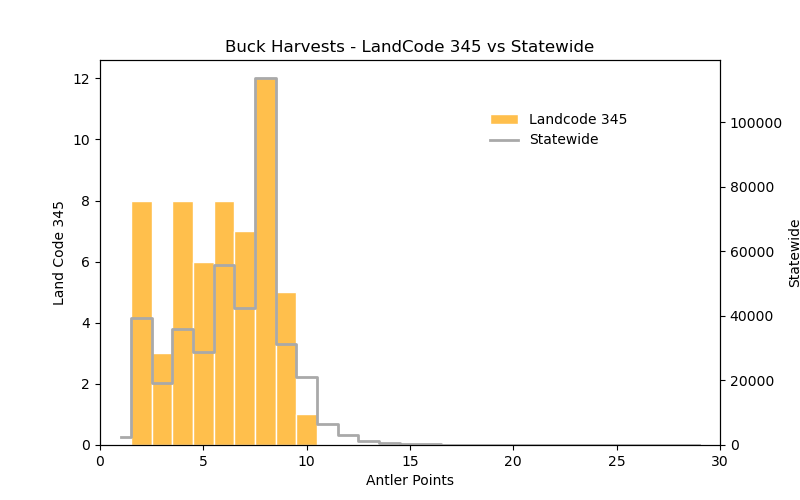 Buck Harvests - LandCode 345 vs Statewide
Landcode 345
Statewide
Land Code 345
12
10
8
6
4
2
0
100000
80000
60000
40000
20000
0
Statewide
0 5 10 15 20 25 30
Antler Points